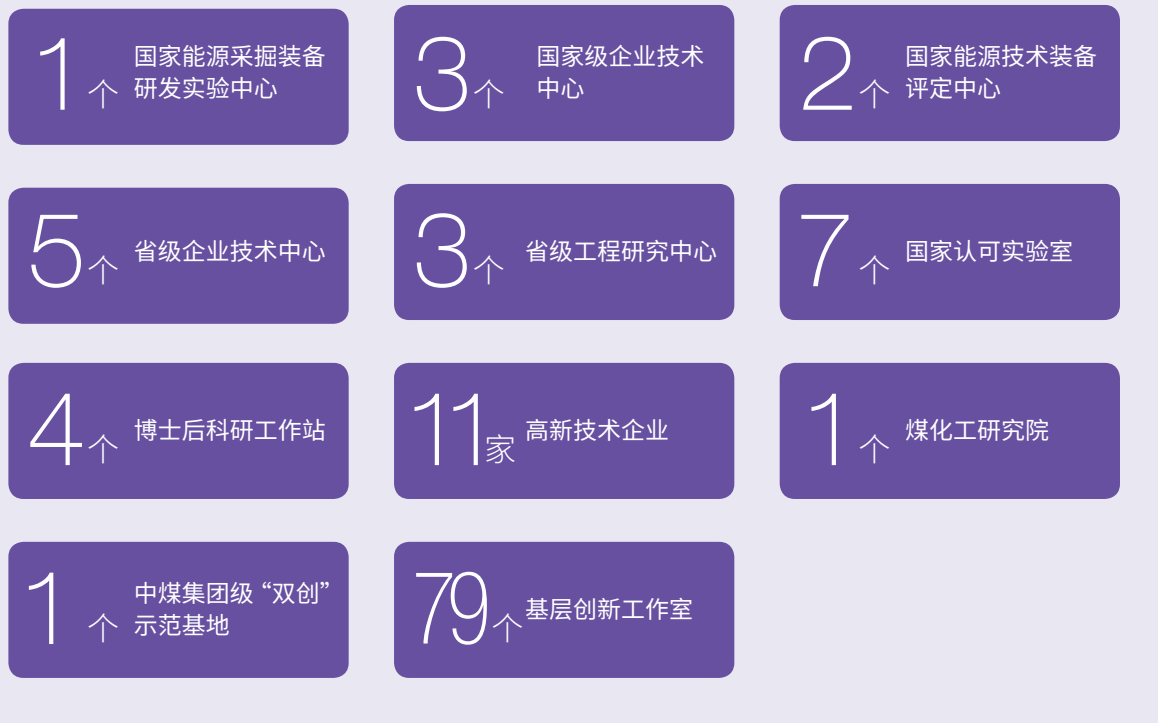 1个
国家能源采掘装备
研发实验中心
3个
国家级企业技术
中心
2个
国家能源技术装备
评定中心
5个
省级企业技术中心
3个
省级工程研究中心
7个
国家认可实验室
4个
博士后科研工作站
11家
高新技术企业
1个
煤化工研究院
1个
中煤集团级“双创”
示范基地
79个
基层创新工作室